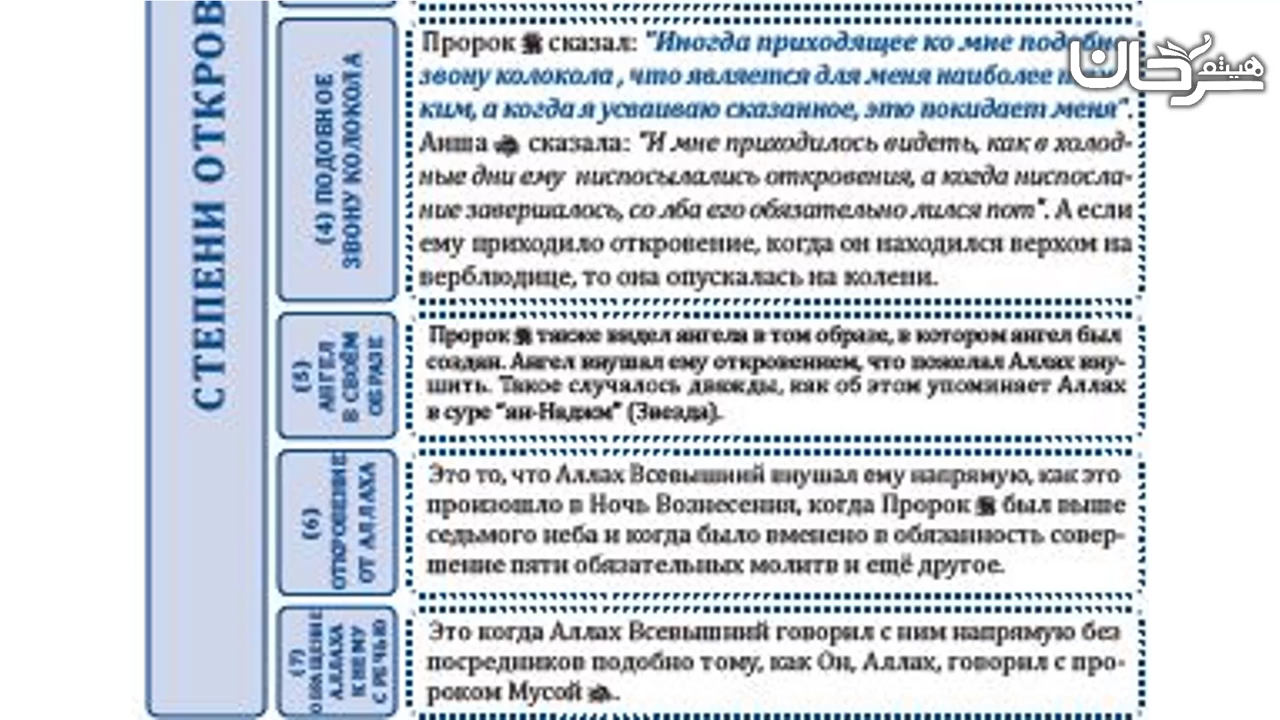 СТЕПЕНИ ОТКРОВ
(4) ПОДОБНОЕ
ЗВОНУ КОЛОКОЛА
Пророк ﷺ сказал: "Иногда приходящее ко мне подобно
звону колокола, что является для меня наиболее
ким, а когда я усваиваю сказанное, это покидает меня".
Аиша сказала: "И мне приходилось видеть, как в холод-
ные дни ему ниспосылались откровения, а когда ниспосла-
ние завершалось, со лба его обязательно лился пот". А если
ему приходило откровение, когда он находился верхом на
верблюдице, то она опускалась на колени.
(5)
АНГЕЛ
В СВОЁМ
ОБРАЗЕ
Пророк ﷺ также видел ангела в том образе, в котором ангел был
создан. Ангел внушал ему откровением, что пожелал Аллах вну-
шить. Такое случалось дважды, как об этом упоминает Аллах
в суре "ан-Наджм" (Звезда).
(6)
ОТКРОВЕНИЕ
ОТ АЛЛАХА
Это то, что Аллах Всевышний внушал ему напрямую, как это
произошло в Ночь Вознесения, когда Пророк ﷺ был выше
седьмого неба и когда было вменено в обязанность совер-
шение пяти обязательных молитв и ещё другое.
(7)
ОБРАЩЕНИЕ
АЛЛАХА
К НЕМУ
С РЕЧЬЮ
Это когда Аллах Всевышний говорил с ним напрямую без
посредников подобно тому, как Он, Аллах, говорил с про-
роком Мусой
هيتو